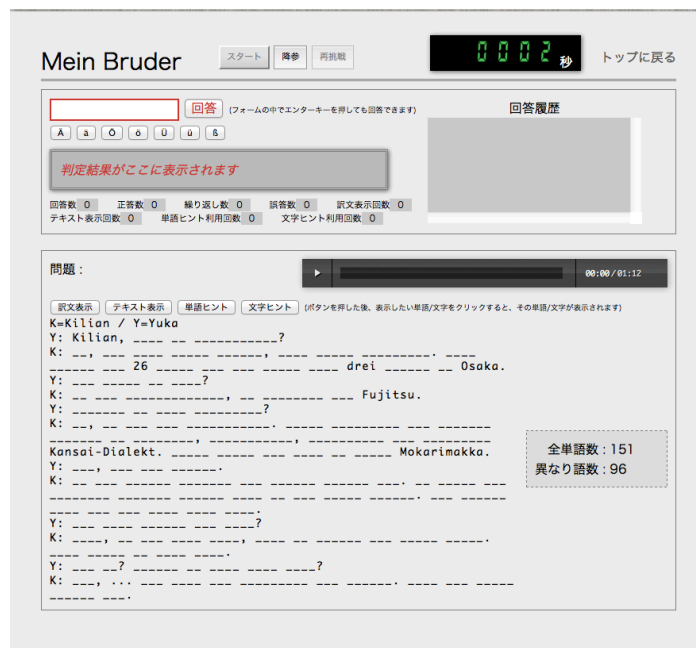 Mein Bruder スタート 降参 再挑戦 0002 秒 トップに戻る
回答 (フォームの中でエンターキーを押しても回答できます) 回答履歴
Ä ä Ö ö Ü ü ß
判定結果がここに表示されます
回答数 0 正答数 0 繰り返し数 0 誤答数 0 訳文表示回数 0
テキスト表示回数 0 単語ヒント利用回数 0 文字ヒント利用回数 0
問題 : 00:00/01:12
訳文表示 テキスト表示 単語ヒント 文字ヒント (ボタンを押した後、表示したい単語/文字をクリックすると、その単語/文字が表示されます)
K=Kilian / Y=Yuka
Y: Kilian, ____ __ ___________?
K: __, ___ ____ _____ ______, ____ _____ _________. ____
______ ___ 26 _____ ___ ___ _____ ____ drei ______ __ Osaka.
Y: ___ _____ __ ____?
K: __ ___ _____________, __ ________ ___ Fujitsu.
Y: _______ __ ____ _________?
K: __, __ ___ ___ ___________. _____ ________ ___ _______
_______ ___________, ___________, __________ ___ _________
Kansai-Dialekt. ______ _____ ___ ____ __ _____ Mokarimakka.
Y: ___, ___ ___ ______.
K: __ ___ _______ ______ ___ _______ ___ ___. __ _____ ___
________ _______ ______ ____ __ ___ _____ ______. ___ ______
____ ___ ___ ____ ____ ____.
Y: ___ ____ ______ ___ ____?
K: ____, __ ___ ____ ____, ____ __ ____ ___ ___ _____ _____.
____ _____ __ ____ ____.
Y: ___ __? ______ __ ____ ____ ____?
K: ___, ... ___ ____ ___ _________ ___ ______. ____ ___ _____
______ ___.
全単語数 : 151
異なり語数 : 96